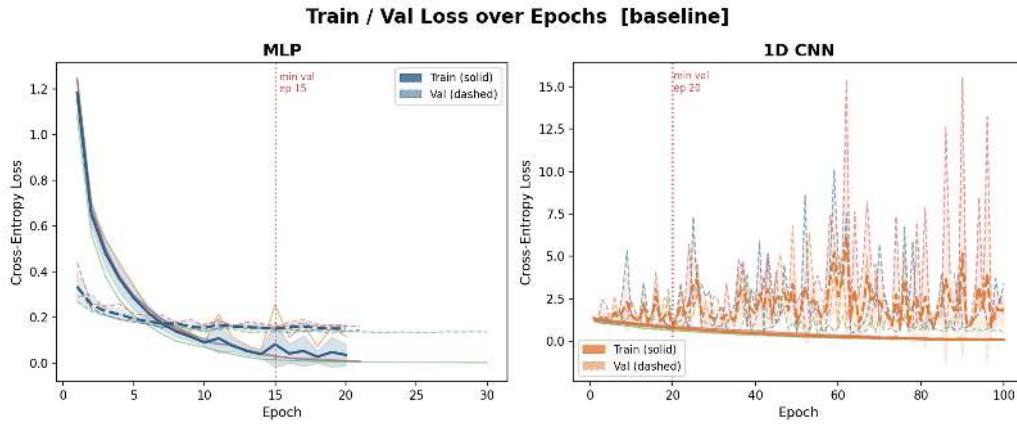 Train / Val Loss over Epochs [baseline]
MLP
Cross-Entropy Loss
1.2
1.0
0.8
0.6
0.4
0.2
0.0
min val
ep 15
Train (solid)
Val (dashed)
0
5
10
15
20
25
30
Epoch
1D CNN
Cross-Entropy Loss
15.0
12.5
10.0
7.5
5.0
2.5
0.0
min val
ep 20
Train (solid)
Val (dashed)
0
20
40
60
80
100
Epoch